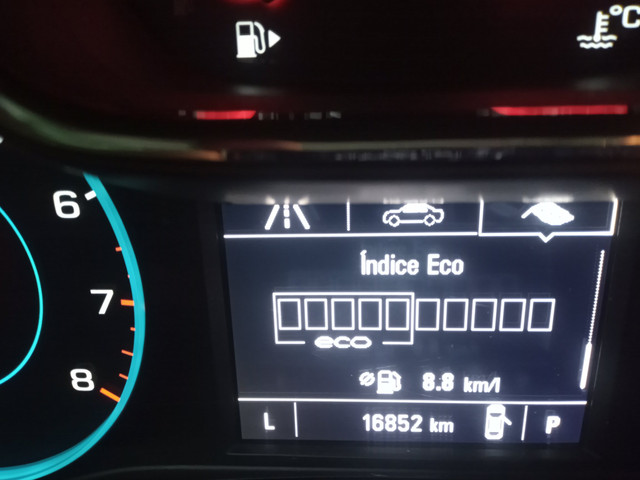 °C
6
7
8
Índice Eco
eco
8.8 km/l
L 16852 km P